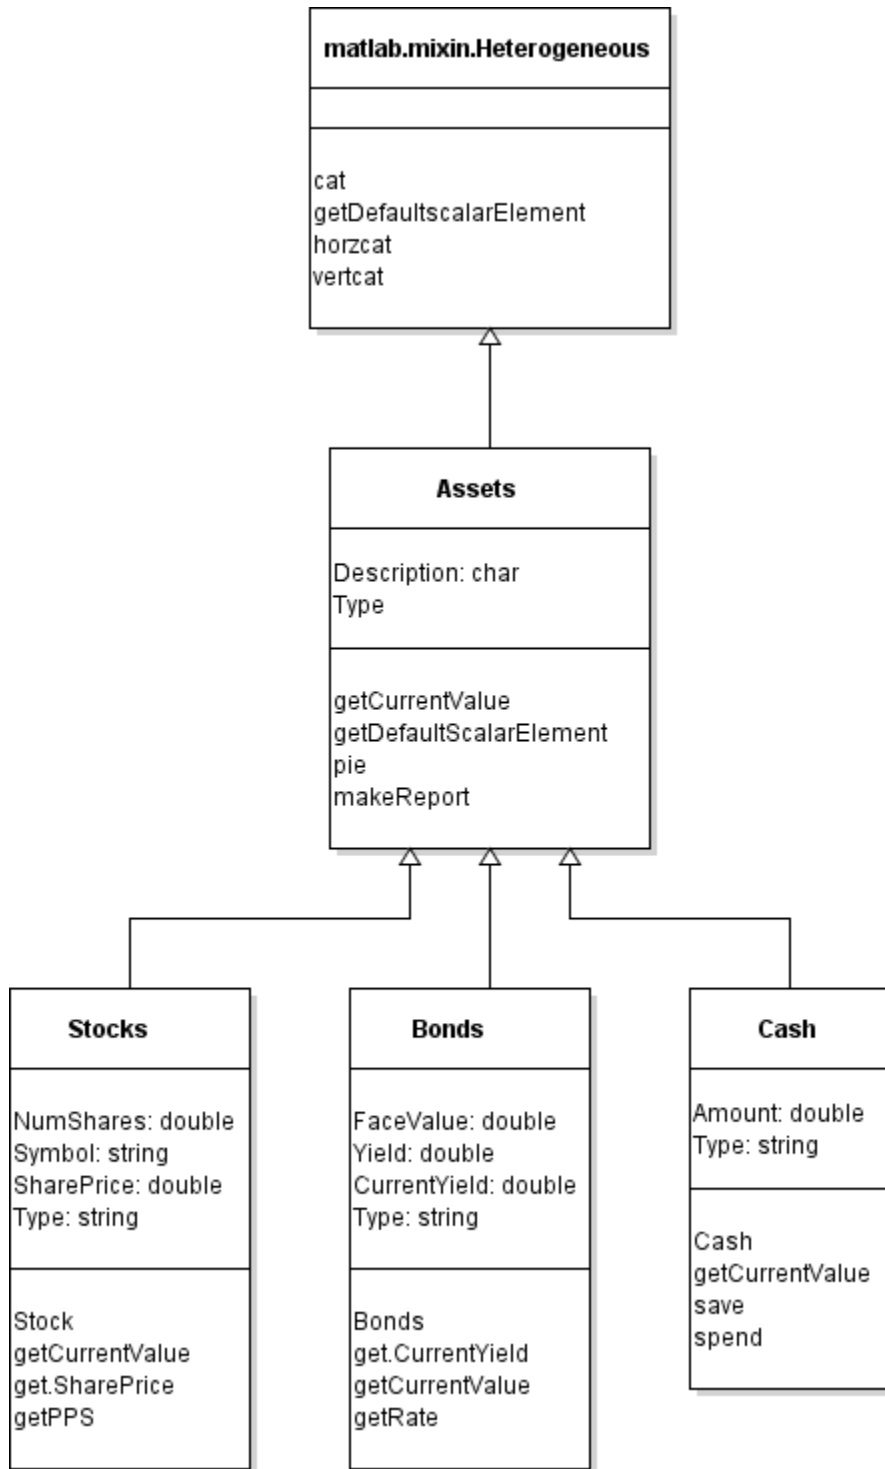 matlab.mixin.Heterogeneous
cat
getDefaultscalarElement
horzcat
vertcat
Assets
Description: char
Type
getCurrentValue
getDefaultScalarElement
pie
makeReport
Stocks
NumShares: double
Symbol: string
SharePrice: double
Type: string
Stock
getCurrentValue
get.SharePrice
getPPS
Bonds
FaceValue: double
Yield: double
CurrentYield: double
Type: string
Bonds
get.CurrentYield
getCurrentValue
getRate
Cash
Amount: double
Type: string
Cash
getCurrentValue
save
spend